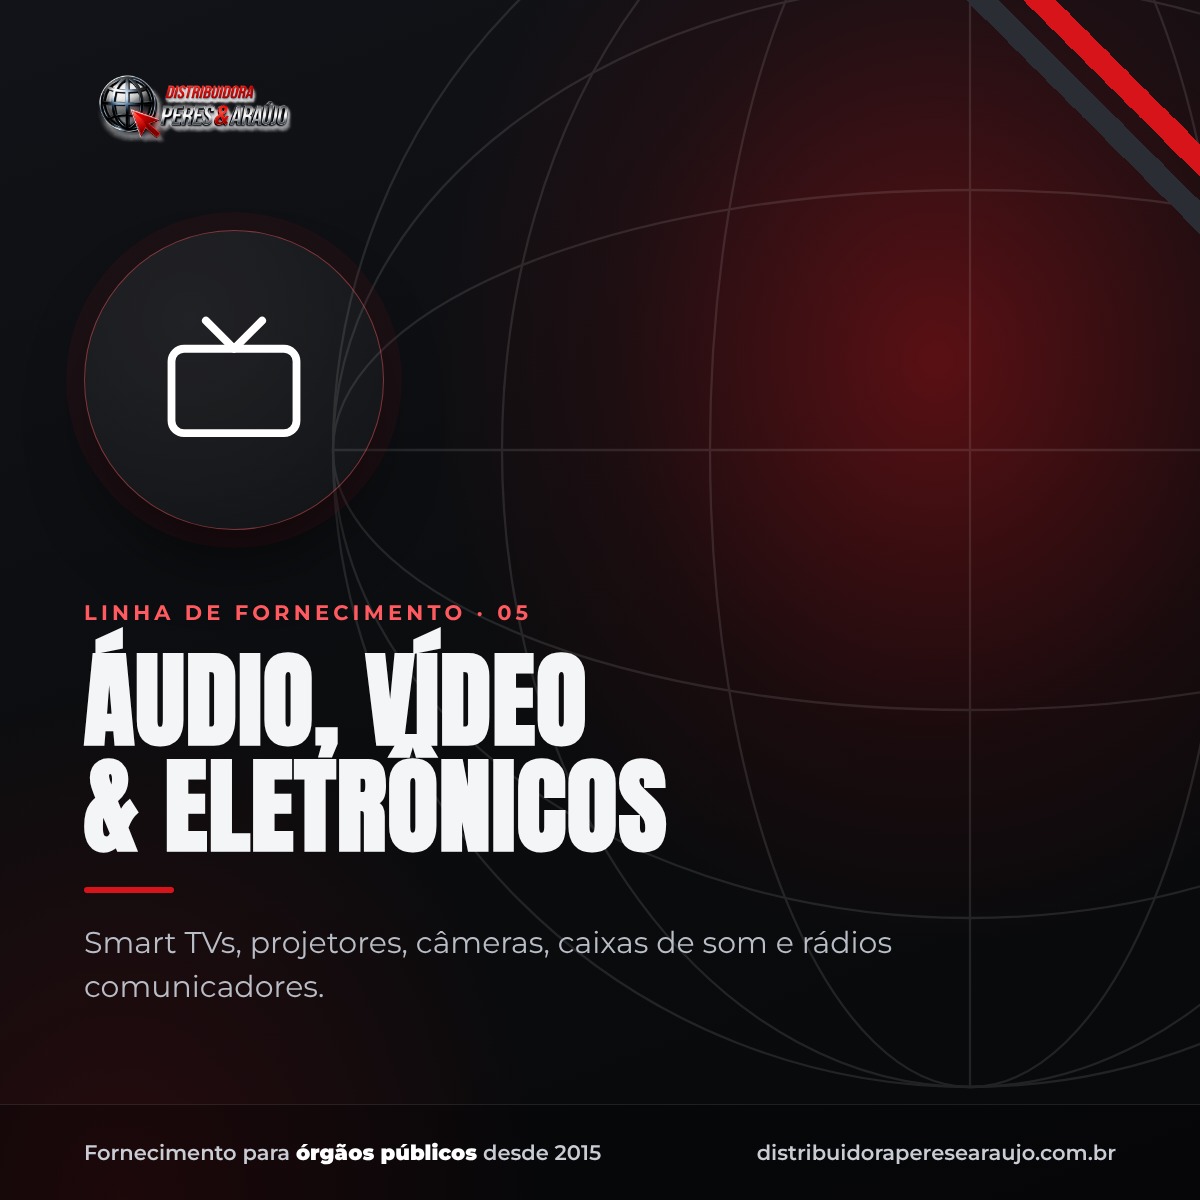 DISTRIBUIDORA
PERES & ARAÚJO
LINHA DE FORNECIMENTO · 05
ÁUDIO, VÍDEO
& ELETRÔNICOS
Smart TVs, projetores, câmeras, caixas de som e rádios
comunicadores.
Fornecimento para órgãos públicos desde 2015
distribuidoraperesearaujo.com.br